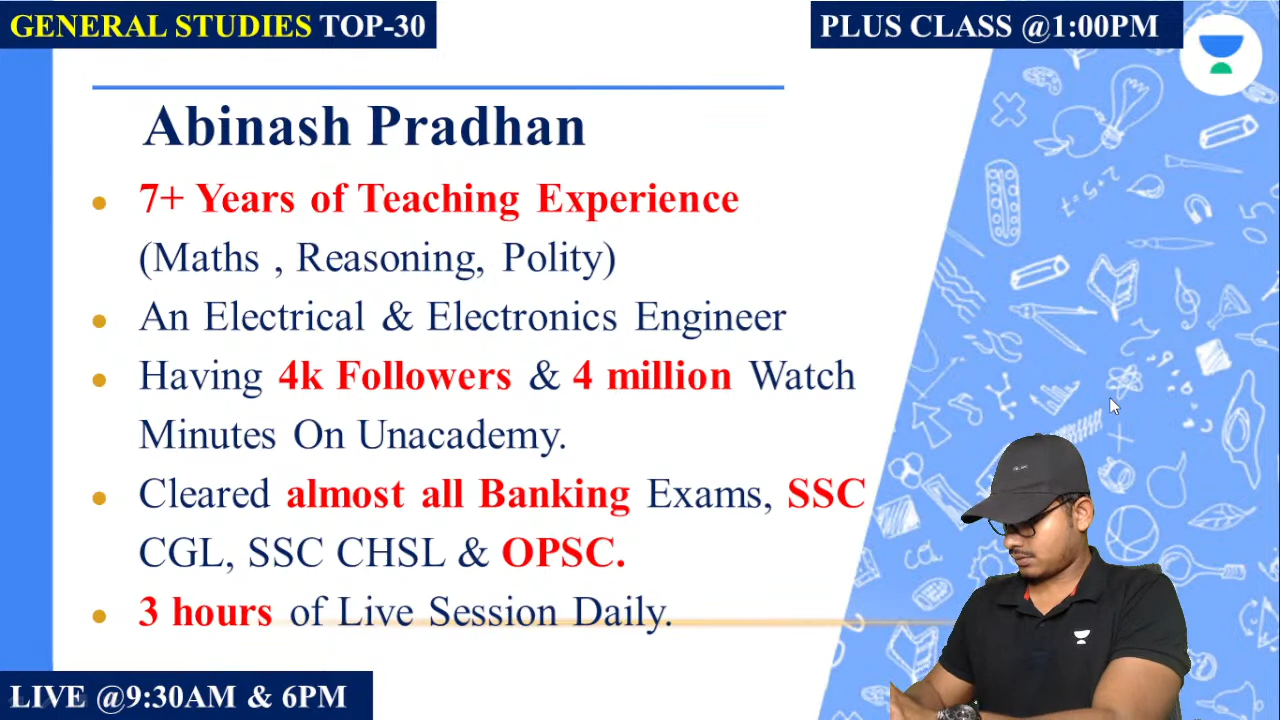 GENERAL STUDIES TOP-30
PLUS CLASS @1:00PM
Abinash Pradhan
7+ Years of Teaching Experience
(Maths , Reasoning, Polity)
An Electrical & Electronics Engineer
Having 4k Followers & 4 million Watch
Minutes On Unacademy.
Cleared almost all Banking Exams, SSC
CGL, SSC CHSL & OPSC.
3 hours of Live Session Daily.
LIVE @9:30AM & 6PM